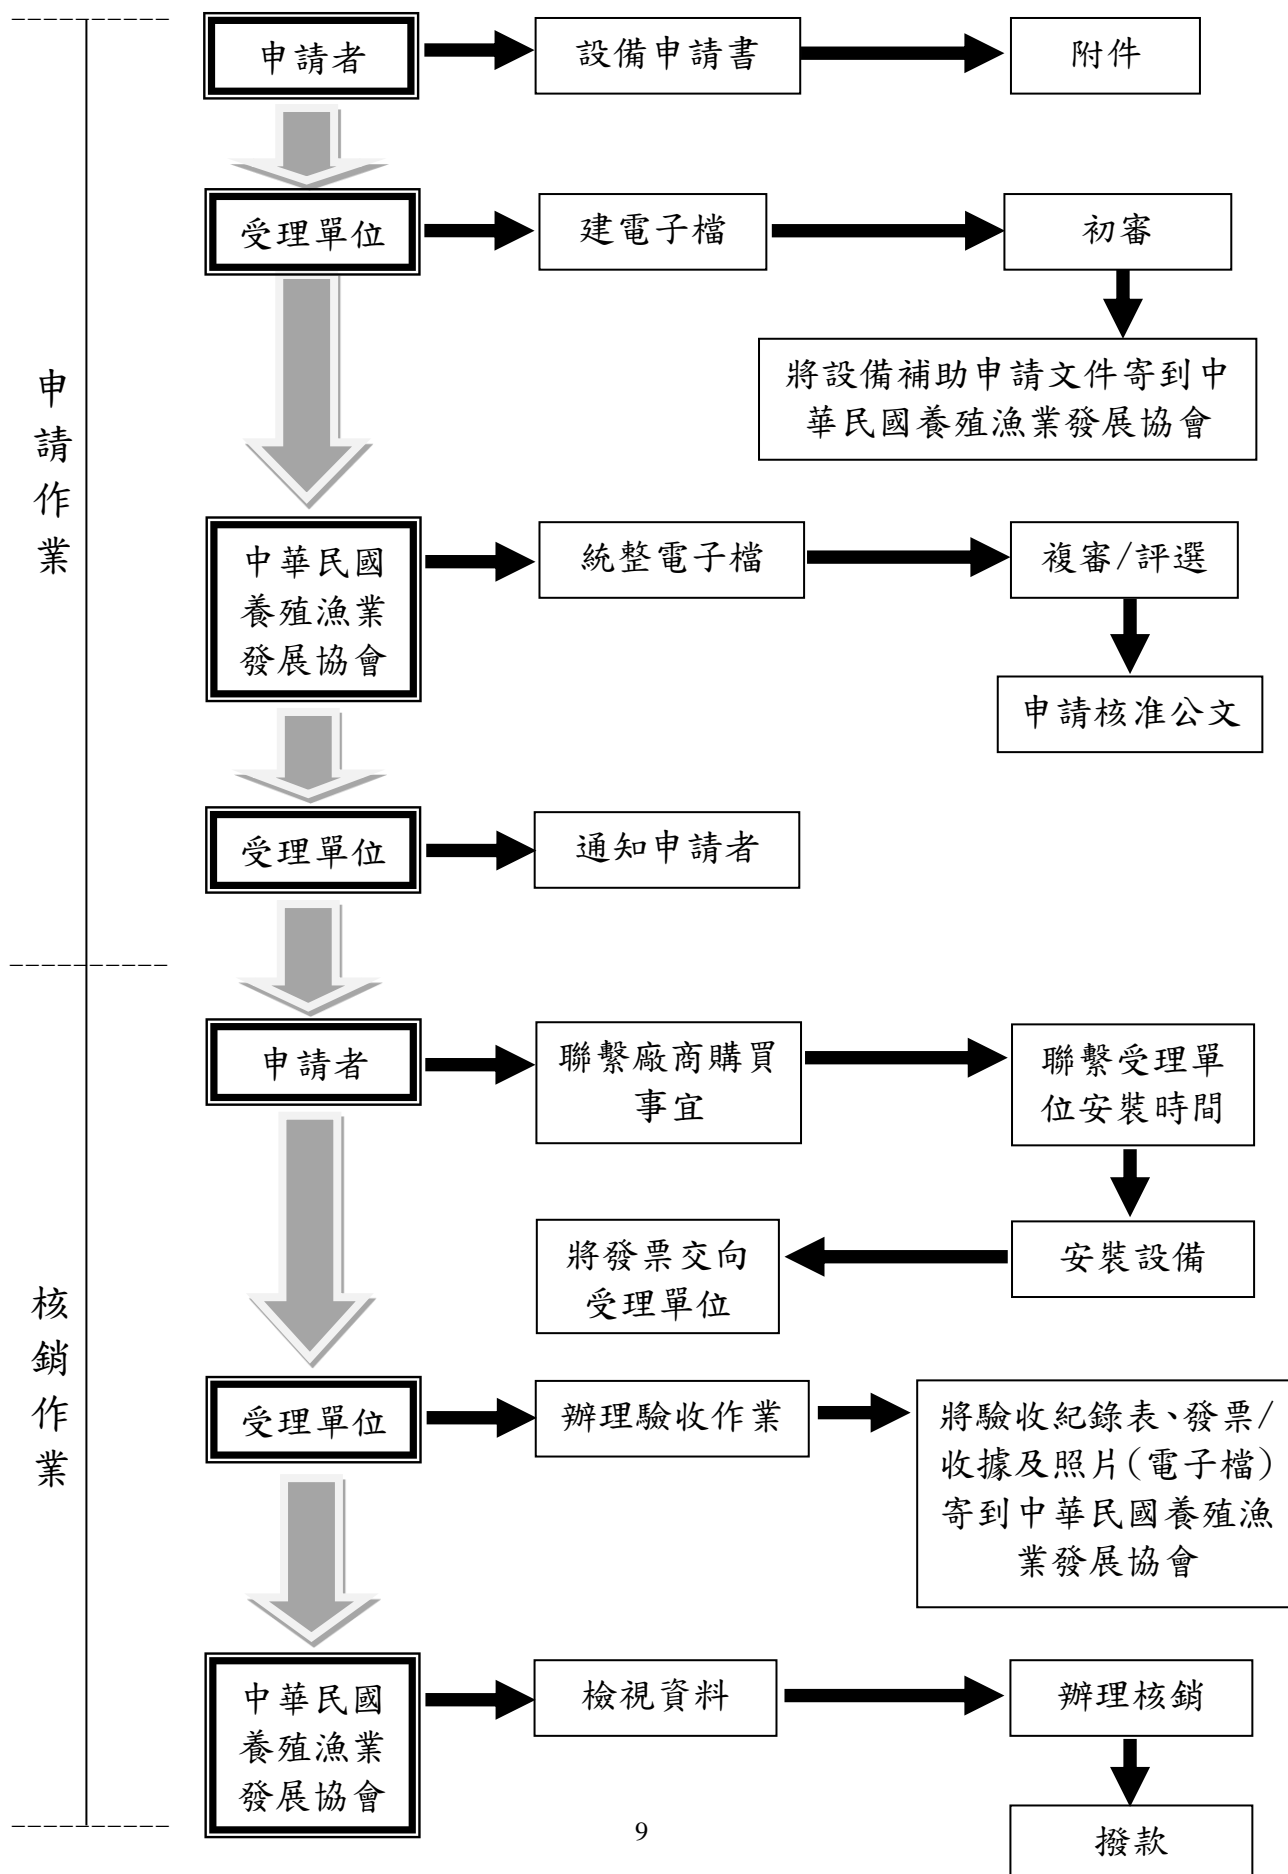 申請作業
申請者
設備申請書
附件
受理單位
建電子檔
初審
將設備補助申請文件寄到中
華民國養殖漁業發展協會
中華民國
養殖漁業
發展協會
統整電子檔
複審/評選
申請核准公文
受理單位
通知申請者
核銷作業
申請者
聯繫廠商購買
事宜
聯繫受理單
位安裝時間
安裝設備
將發票交向
受理單位
受理單位
辦理驗收作業
將驗收紀錄表、發票/
收據及照片(電子檔)
寄到中華民國養殖漁
業發展協會
中華民國
養殖漁業
發展協會
檢視資料
辦理核銷
撥款
9